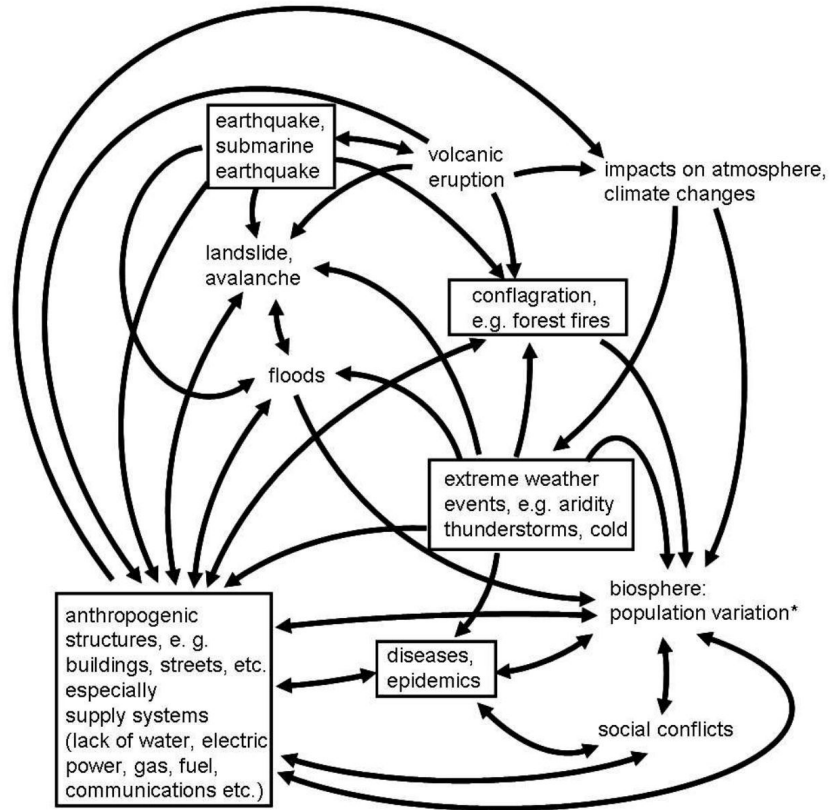 earthquake,
submarine
earthquake
volcanic
eruption
impacts on atmosphere,
climate changes
landslide,
avalanche
conflagration,
e.g. forest fires
floods
extreme weather
events, e.g. aridity
thunderstorms, cold
biosphere:
population variation*
anthropogenic
structures, e. g.
buildings, streets, etc.
especially
supply systems
(lack of water, electric
power, gas, fuel,
communications etc.)
diseases,
epidemics
social conflicts